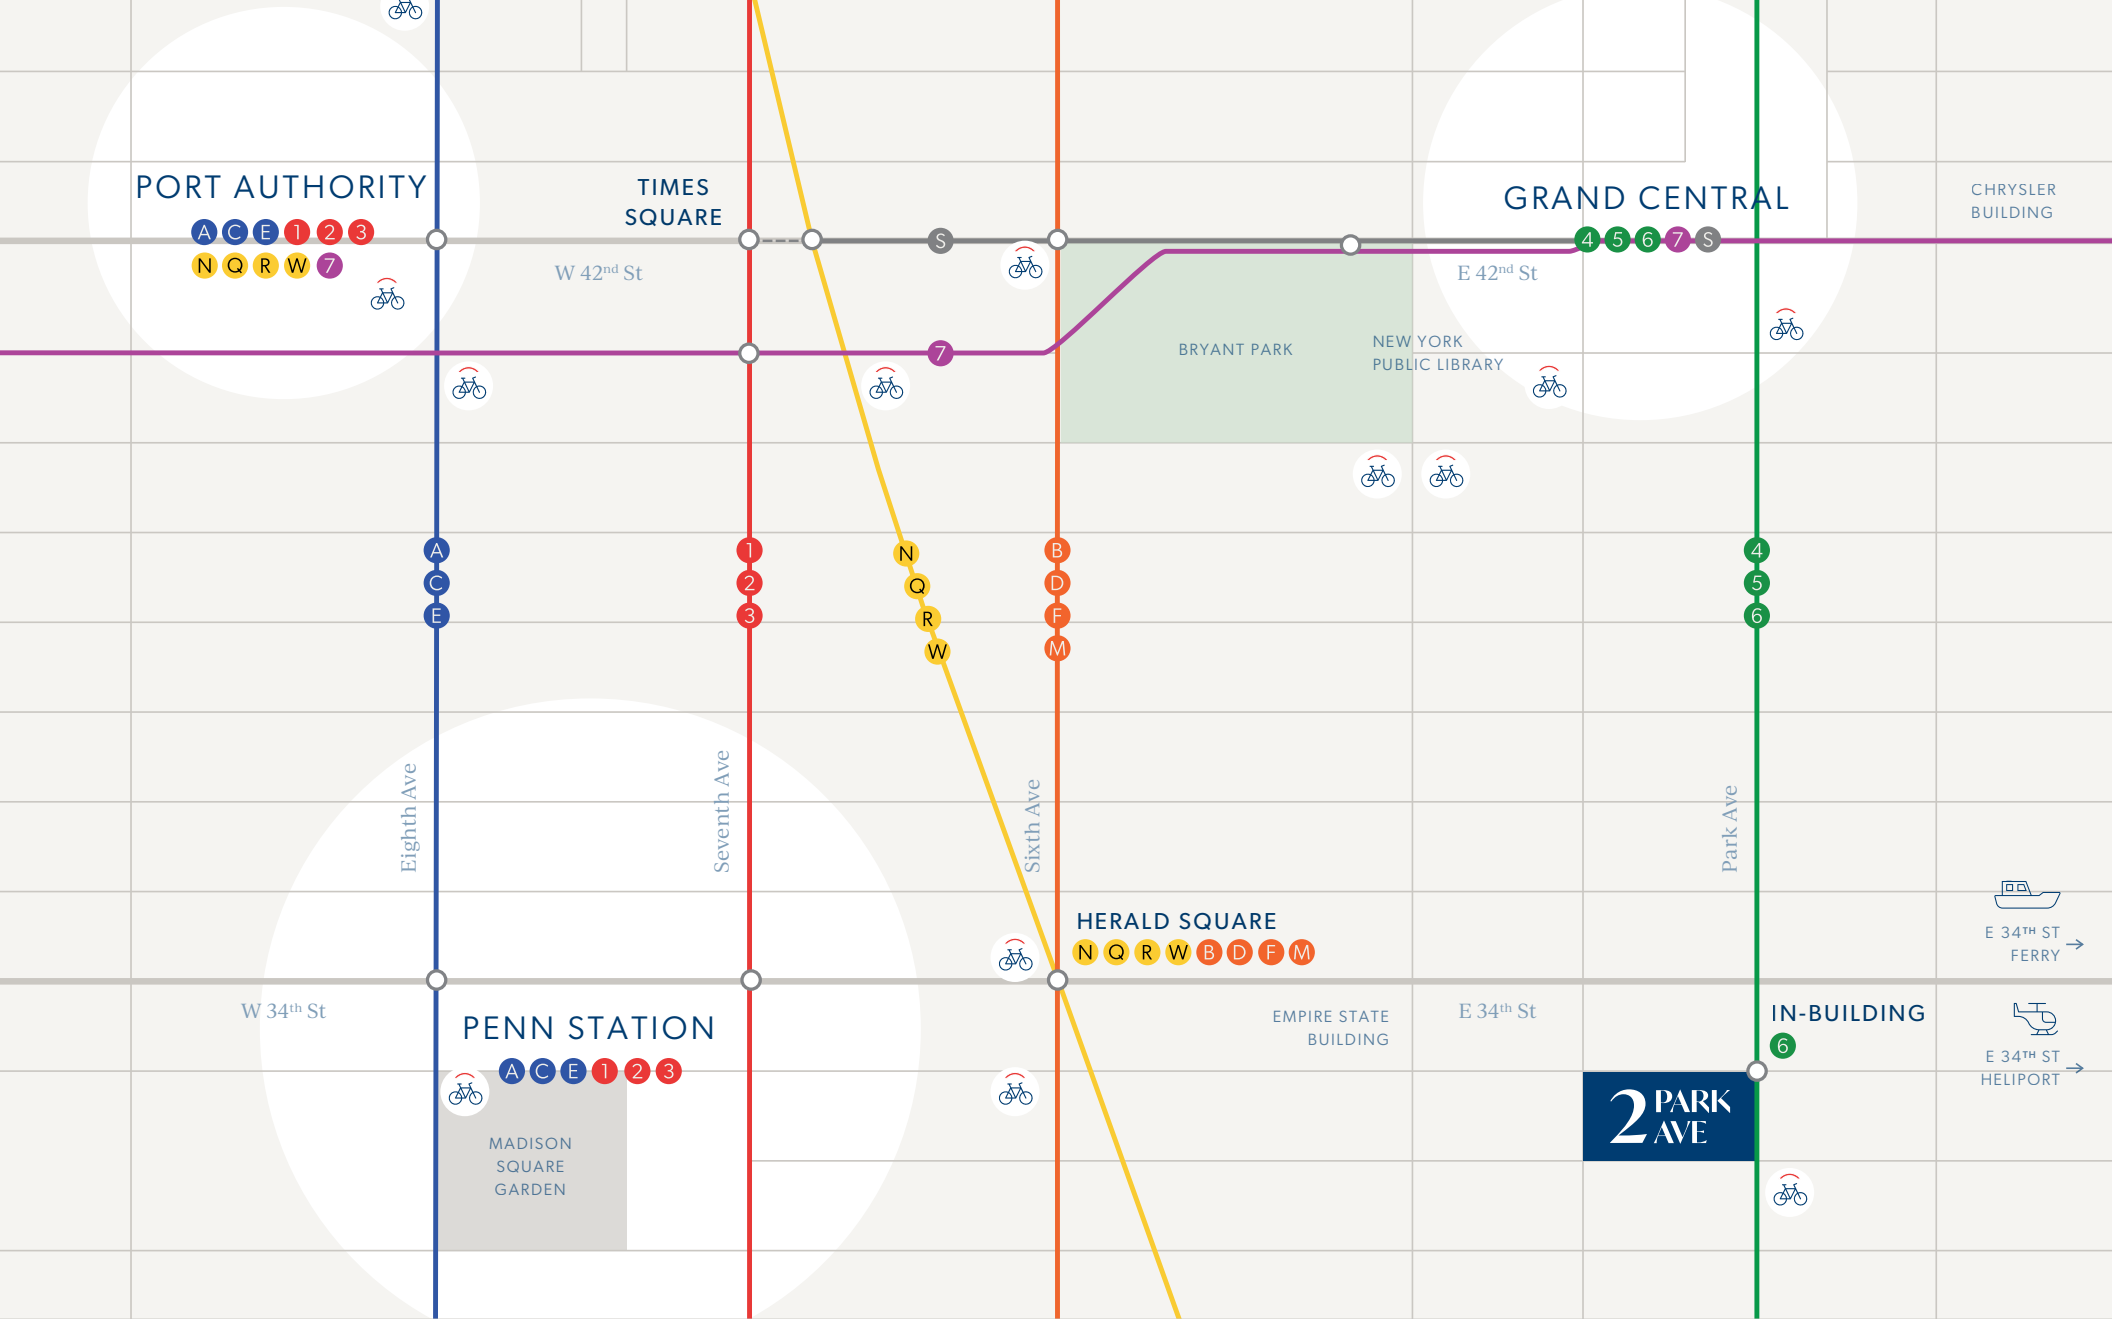 PORT AUTHORITY
A C E 1 2 3
N Q R W 7
TIMES
SQUARE
S
GRAND CENTRAL
4 5 6 7 S
CHRYSLER
BUILDING
W 42nd St
E 42nd St
7
BRYANT PARK
NEW YORK
PUBLIC LIBRARY
A
C
E
1
2
3
N
Q
R
W
B
D
F
M
4
5
6
Eighth Ave
Seventh Ave
Sixth Ave
Park Ave
HERALD SQUARE
N Q R W B D F M
E 34TH ST
FERRY
W 34th St
PENN STATION
A C E 1 2 3
EMPIRE STATE
BUILDING
E 34th St
IN-BUILDING
6
E 34TH ST
HELIPORT
2 PARK
AVE
MADISON
SQUARE
GARDEN